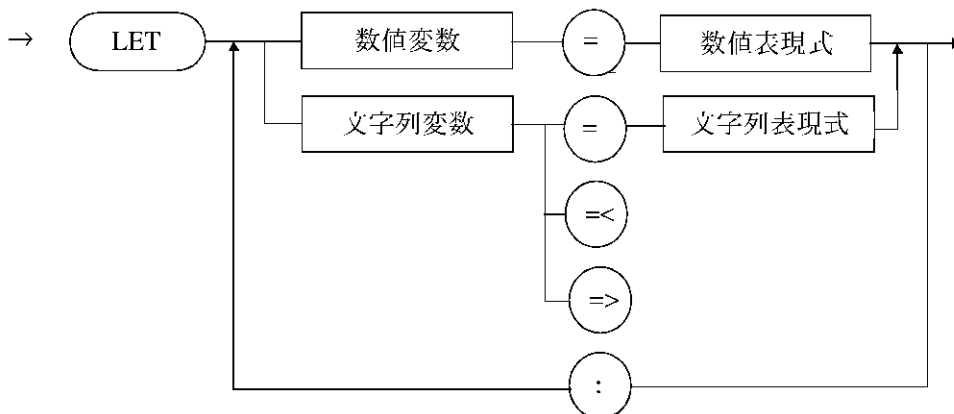 → LET 数値変数 = 数値表現式
文字列変数 = 文字列表現式
=<
=>
: